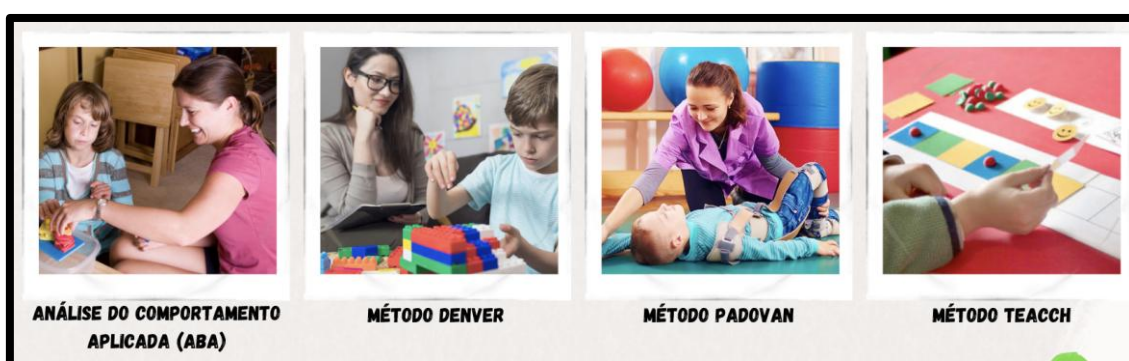 ANÁLISE DO COMPORTAMENTO
APLICADA (ABA)
MÉTODO DENVER
MÉTODO PADOVAN
MÉTODO TEACCH